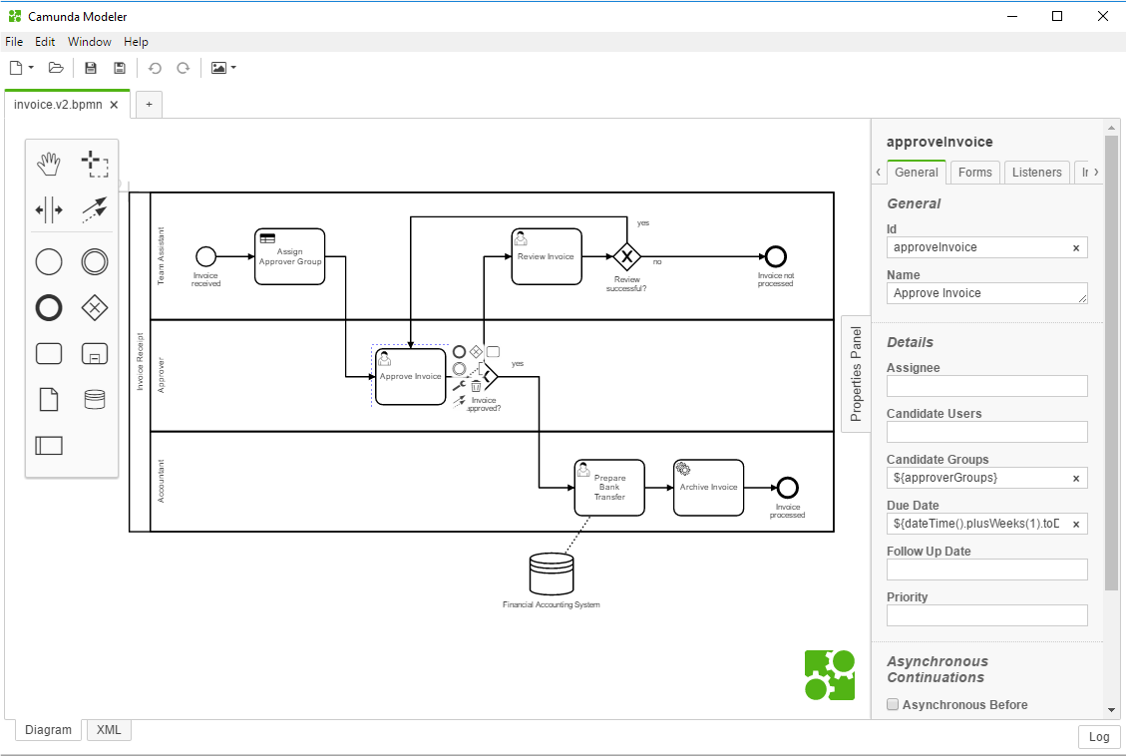 Camunda Modeler
File Edit Window Help
invoice.v2.bpmn
+
Invoice Receipt
Team Assistant
Invoice
received
Assign
Approver Group
Review Invoice
yes
no
Review
successful?
Invoice not
processed
Approver
Approve Invoice
yes
Invoice
approved?
Accountant
Prepare
Bank
Transfer
Archive Invoice
Invoice
processed
Financial Accounting System
Properties Panel
approveInvoice
General Forms Listeners
General
Id
approveInvoice
Name
Approve Invoice
Details
Assignee
Candidate Users
Candidate Groups
${approverGroups}
Due Date
${dateTime().plusWeeks(1).toD
Follow Up Date
Priority
Asynchronous
Continuations
Asynchronous Before
Diagram XML
Log